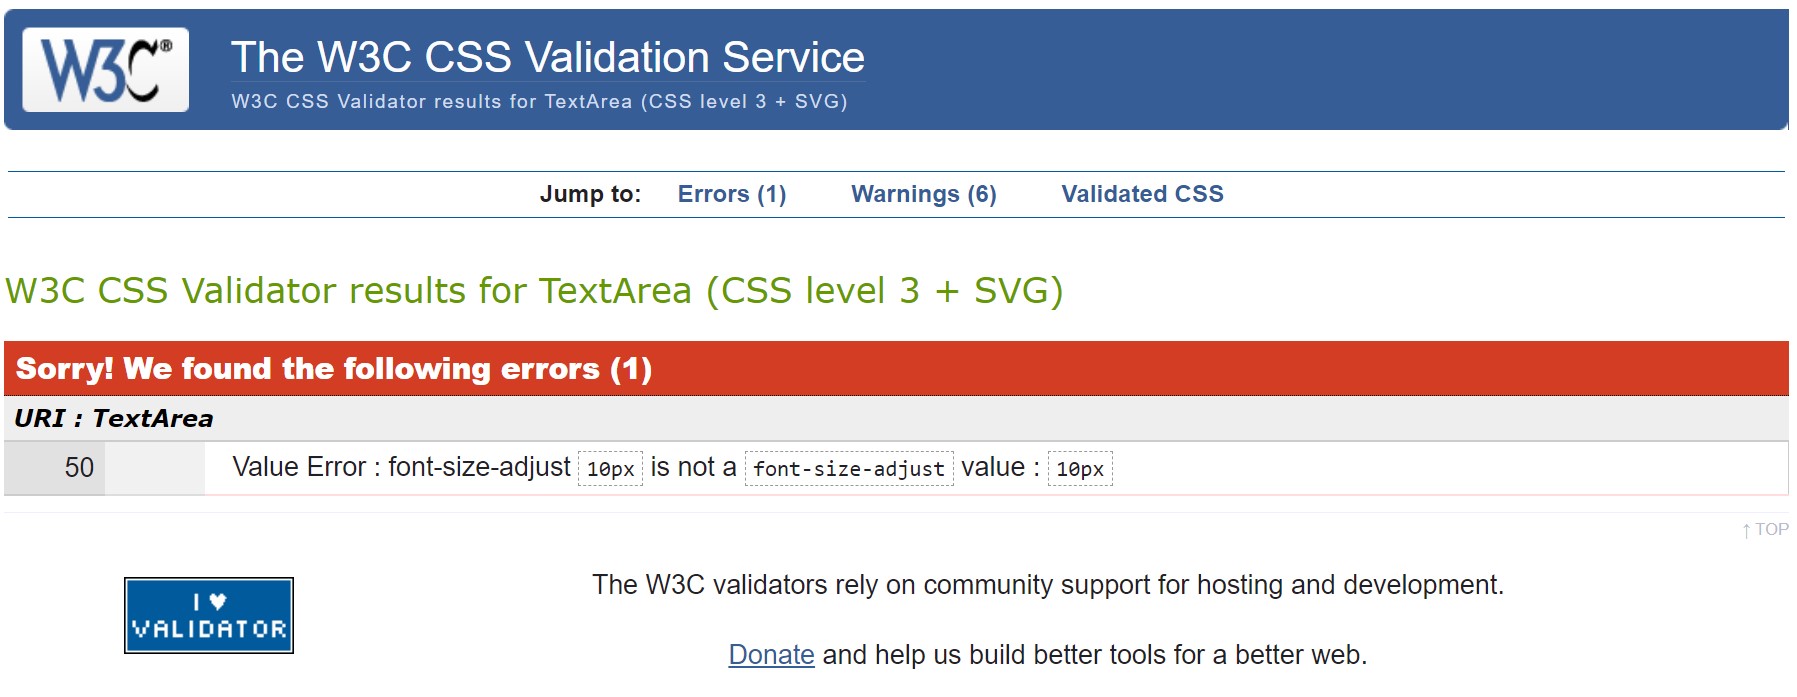 W3C®
The W3C CSS Validation Service
W3C CSS Validator results for TextArea (CSS level 3 + SVG)
Jump to: Errors (1) Warnings (6) Validated CSS
W3C CSS Validator results for TextArea (CSS level 3 + SVG)
Sorry! We found the following errors (1)
URI : TextArea
50 Value Error : font-size-adjust 10px is not a font-size-adjust value : 10px
↑ TOP
The W3C validators rely on community support for hosting and development.
I ♥
VALIDATOR
Donate and help us build better tools for a better web.